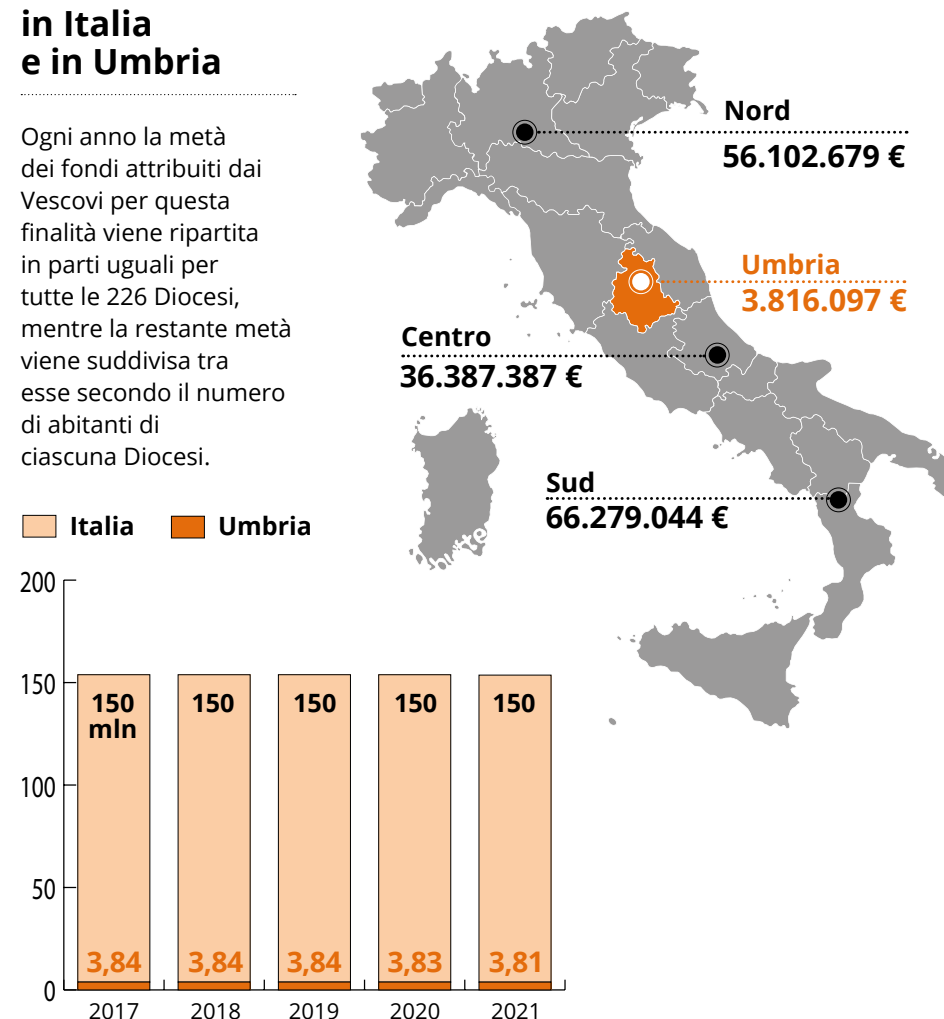 in Italia
e in Umbria
Ogni anno la metà
dei fondi attribuiti dai
Vescovi per questa
finalità viene ripartita
in parti uguali per
tutte le 226 Diocesi,
mentre la restante metà
viene suddivisa tra
esse secondo il numero
di abitanti di
ciascuna Diocesi.
Nord
56.102.679 €
Umbria
3.816.097 €
Centro
36.387.387 €
Sud
66.279.044 €
Italia
Umbria
200
150
100
50
0
150
mln
150
150
150
150
3,84
3,84
3,84
3,83
3,81
2017
2018
2019
2020
2021